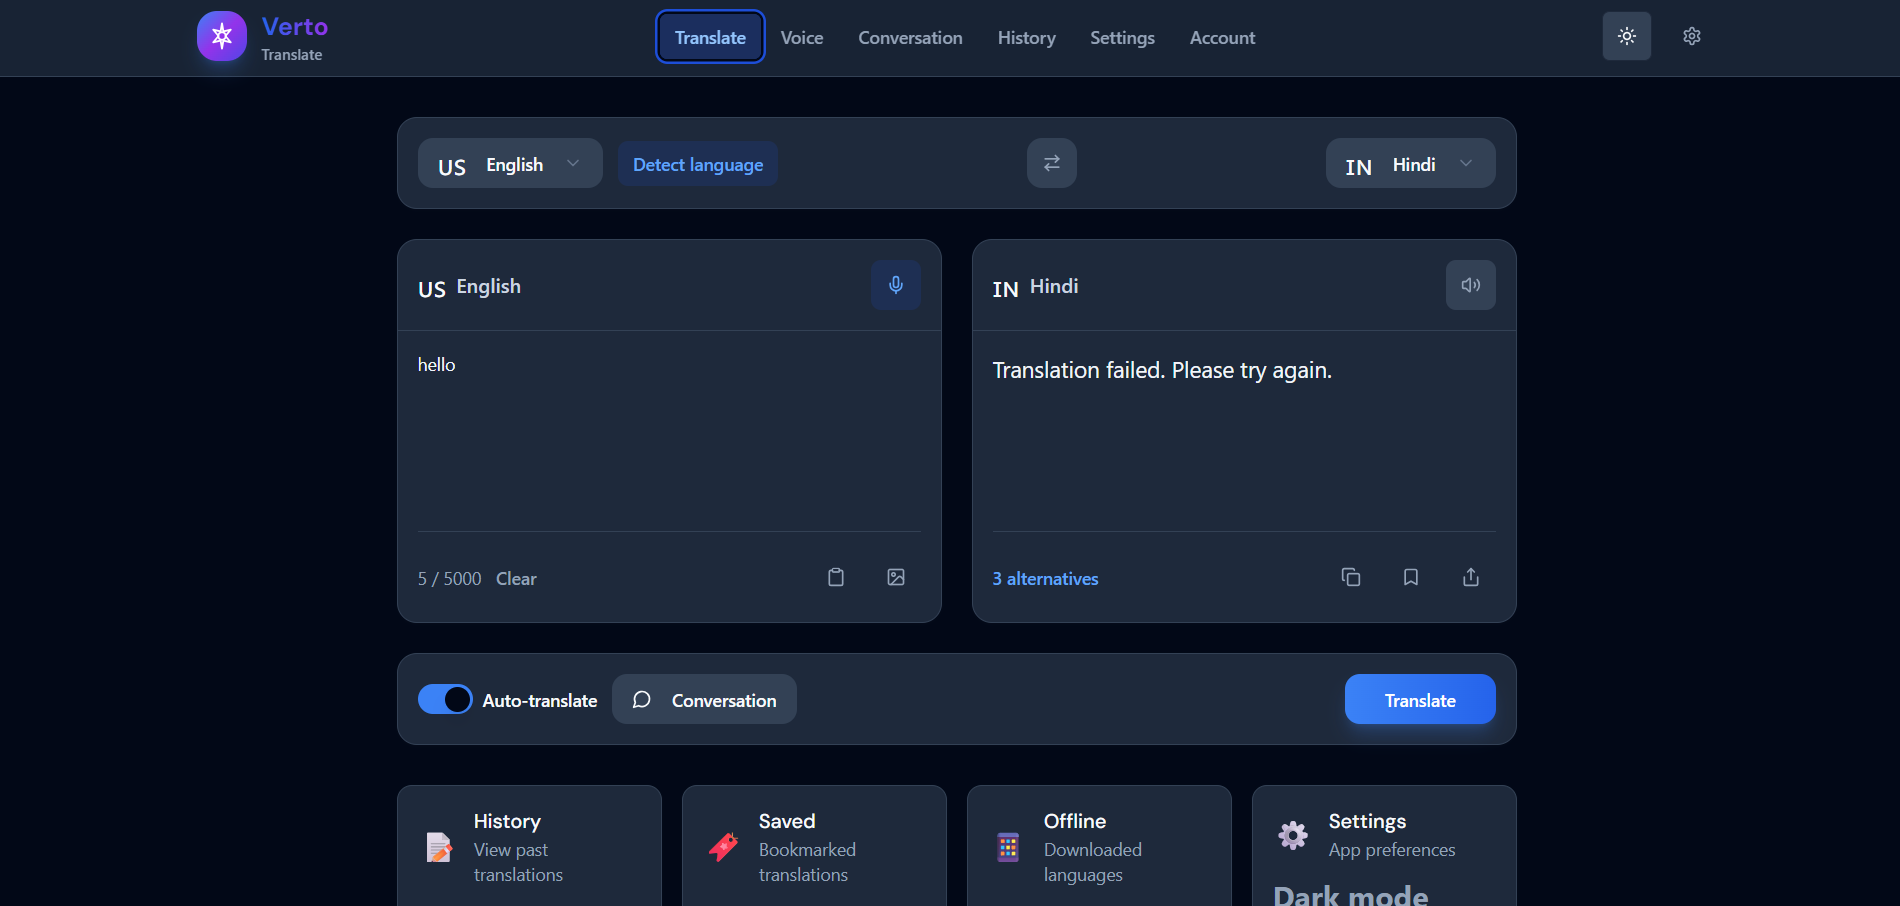 Verto
Translate
Translate Voice Conversation History Settings Account
US English Detect language IN Hindi
US English
hello
5 / 5000 Clear
IN Hindi
Translation failed. Please try again.
3 alternatives
Auto-translate Conversation Translate
History
View past
translations
Saved
Bookmarked
translations
Offline
Downloaded
languages
Settings
App preferences
Dark mode